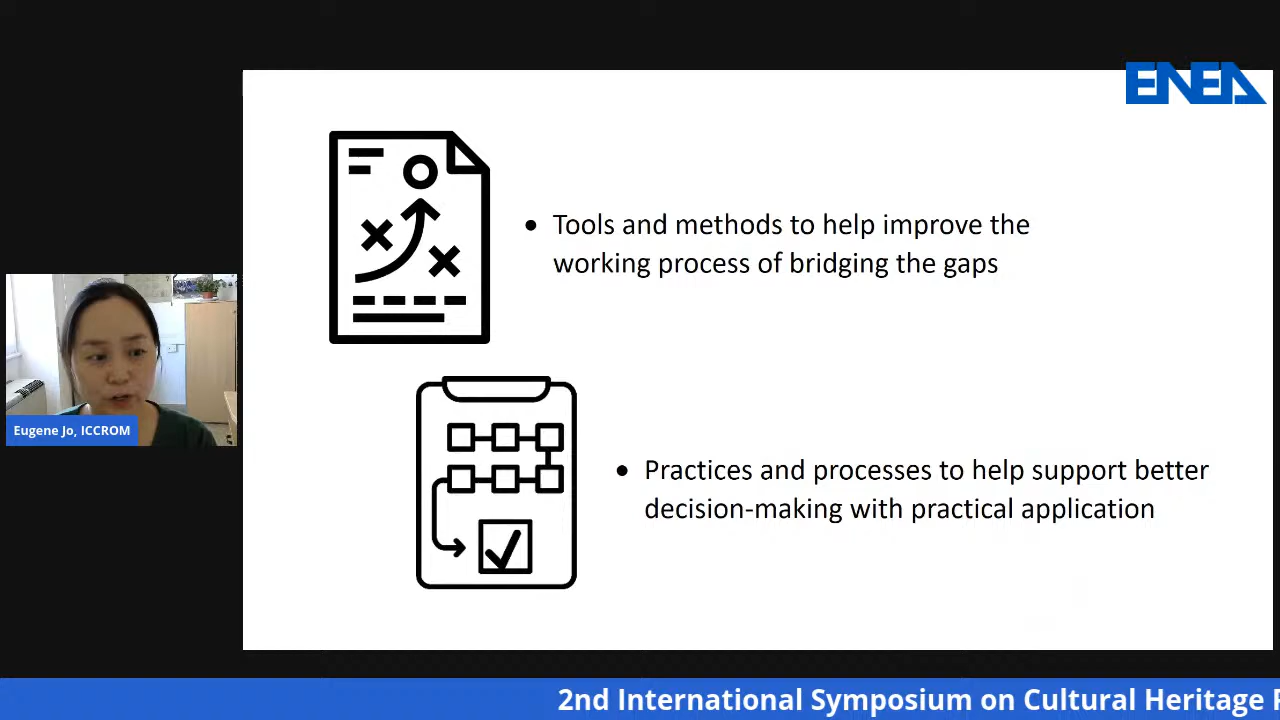 ENEA
Tools and methods to help improve the
working process of bridging the gaps
Eugene Jo, ICCROM
Practices and processes to help support better
decision-making with practical application
2nd International Symposium on Cultural Heritage